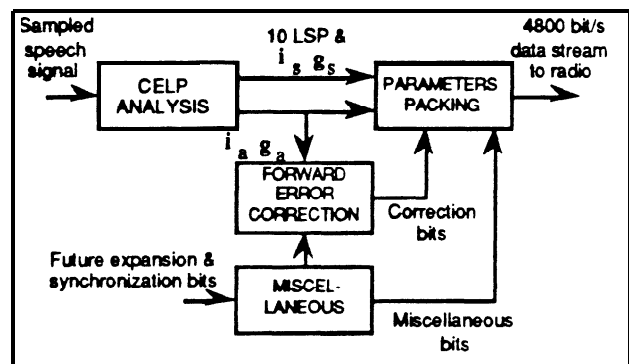 Sampled
speech
signal
10 LSP &
i s g s
4800 bit/s
data stream
to radio
CELP
ANALYSIS
PARAMETERS
PACKING
i a g a
FORWARD
ERROR
CORRECTION
Correction
bits
Future expansion &
synchronization bits
MISCEL-
LANEOUS
Miscellaneous
bits